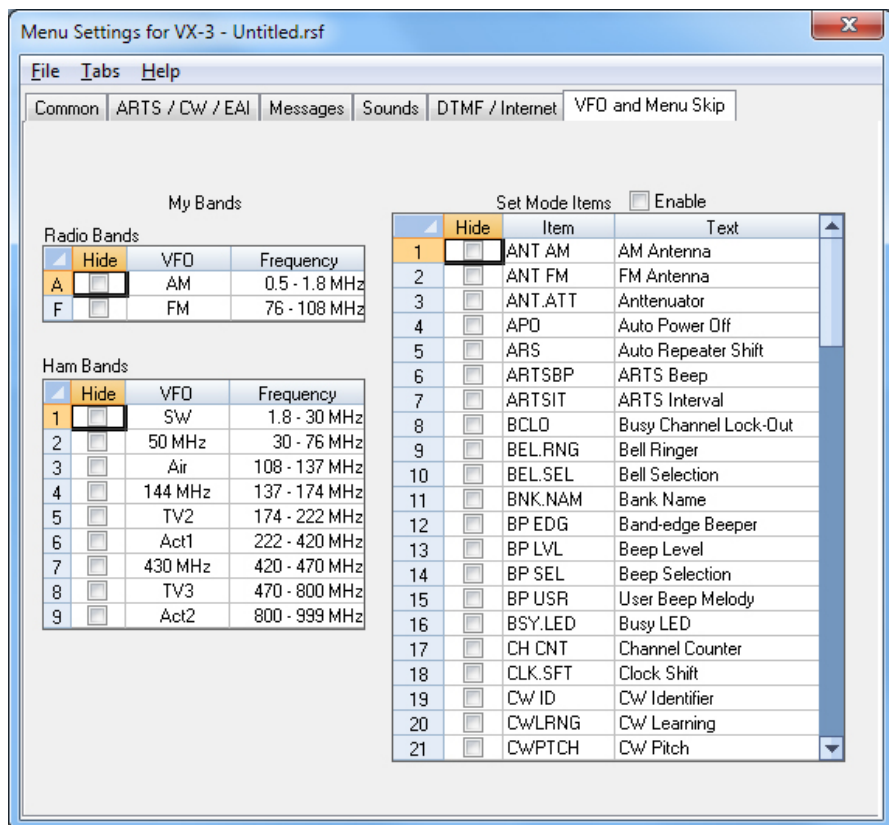 Menu Settings for VX-3 - Untitled.rsf
File Tabs Help
Common ARTS / CW / EAI Messages Sounds DTMF / Internet VFO and Menu Skip
My Bands
Radio Bands
Hide VFO Frequency
A AM 0.5 - 1.8 MHz
F FM 76 - 108 MHz
Ham Bands
Hide VFO Frequency
1 SW 1.8 - 30 MHz
2 50 MHz 30 - 76 MHz
3 Air 108 - 137 MHz
4 144 MHz 137 - 174 MHz
5 TV2 174 - 222 MHz
6 Act1 222 - 420 MHz
7 430 MHz 420 - 470 MHz
8 TV3 470 - 800 MHz
9 Act2 800 - 999 MHz
Set Mode Items Enable
Hide Item Text
1 ANT AM AM Antenna
2 ANT FM FM Antenna
3 ANT.ATT Anttenuator
4 APO Auto Power Off
5 ARS Auto Repeater Shift
6 ARTSBP ARTS Beep
7 ARTSIT ARTS Interval
8 BCLO Busy Channel Lock-Out
9 BEL.RNG Bell Ringer
10 BEL.SEL Bell Selection
11 BNK.NAM Bank Name
12 BP EDG Band-edge Beeper
13 BP LVL Beep Level
14 BP SEL Beep Selection
15 BP USR User Beep Melody
16 BSY.LED Busy LED
17 CH CNT Channel Counter
18 CLK.SFT Clock Shift
19 CW ID CW Identifier
20 CWLRNG CW Learning
21 CWPTCH CW Pitch